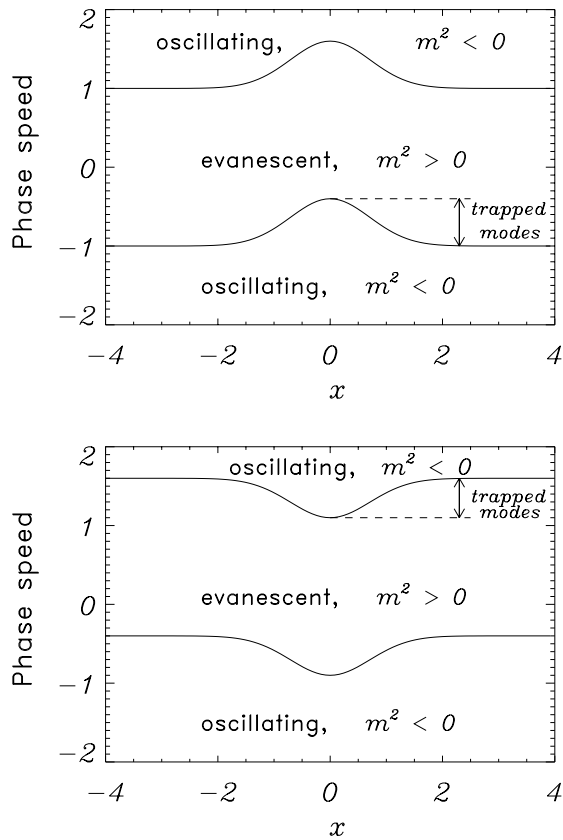 2
oscillating, m² < 0
1
Phase speed
0
evanescent, m² > 0
trapped
modes
−1
oscillating, m² < 0
−2
−4 −2 0 2 4
x
2
oscillating, m² < 0
trapped
modes
1
Phase speed
0
evanescent, m² > 0
−1
oscillating, m² < 0
−2
−4 −2 0 2 4
x